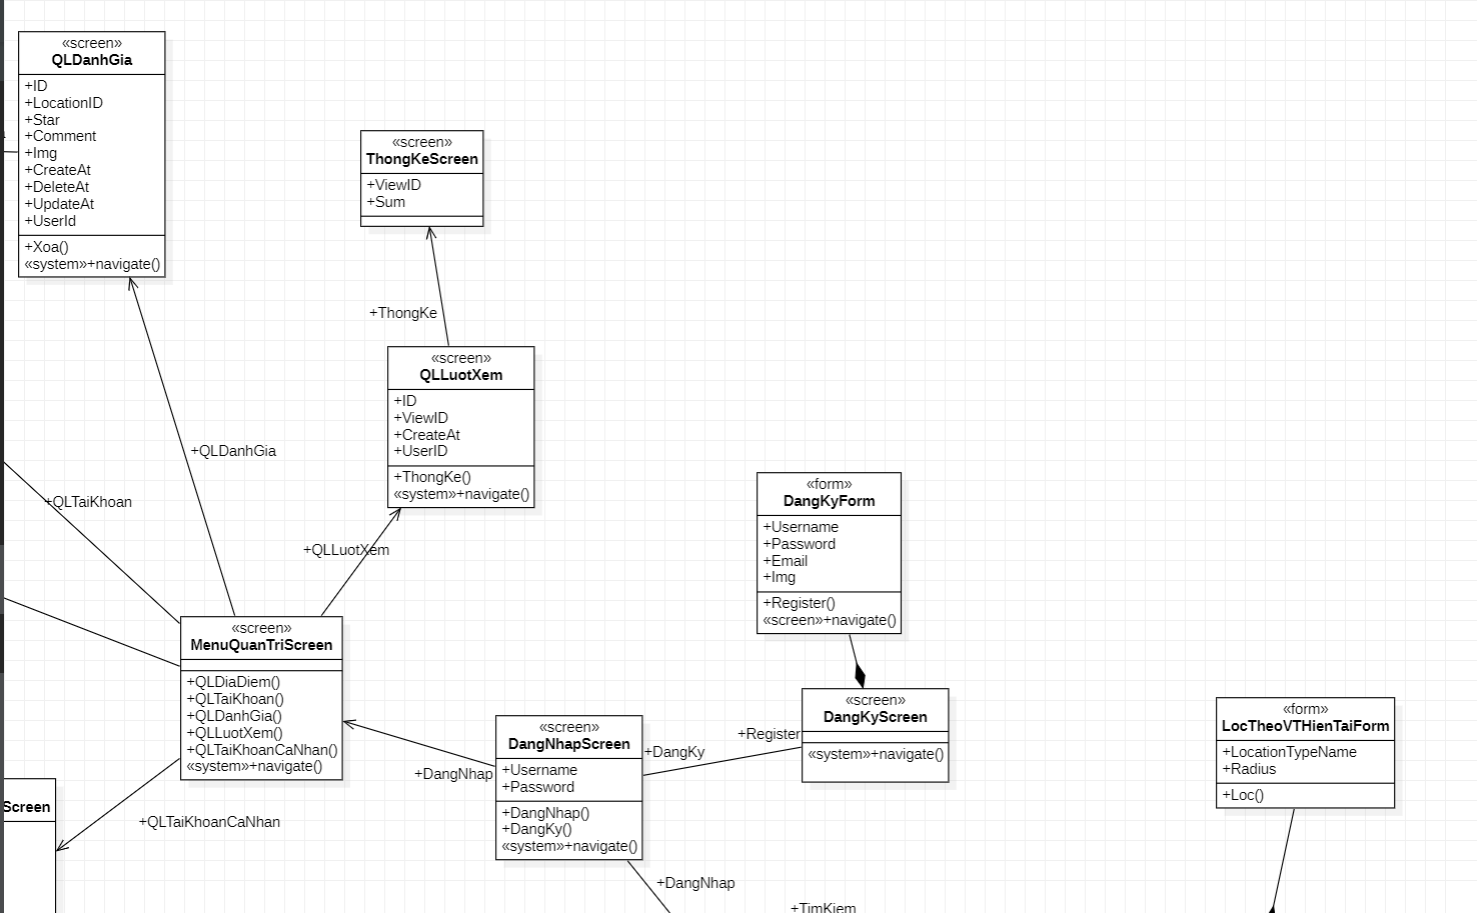 «screen»
QLDanhGia
+ID
+LocationID
+Star
+Comment
+Img
+CreateAt
+DeleteAt
+UpdateAt
+UserId
+Xoa()
«system»+navigate()
«screen»
ThongKeScreen
+ViewID
+Sum
+ThongKe
«screen»
QLLuotXem
+ID
+ViewID
+CreateAt
+UserID
+ThongKe()
«system»+navigate()
+QLDanhGia
+QLTaiKhoan
+QLLuotXem
«form»
DangKyForm
+Username
+Password
+Email
+Img
+Register()
«screen»+navigate()
«screen»
MenuQuanTriScreen
+QLDiaDiem()
+QLTaiKhoan()
+QLDanhGia()
+QLLuotXem()
+QLTaiKhoanCaNhan()
«system»+navigate()
«screen»
DangKyScreen
«system»+navigate()
+Register
+DangKy
«screen»
DangNhapScreen
+Username
+Password
+DangNhap()
+DangKy()
«system»+navigate()
+DangNhap
«form»
LocTheoVTHienTaiForm
+LocationTypeName
+Radius
+Loc()
Screen
+QLTaiKhoanCaNhan
+DangNhap
+TimKiem